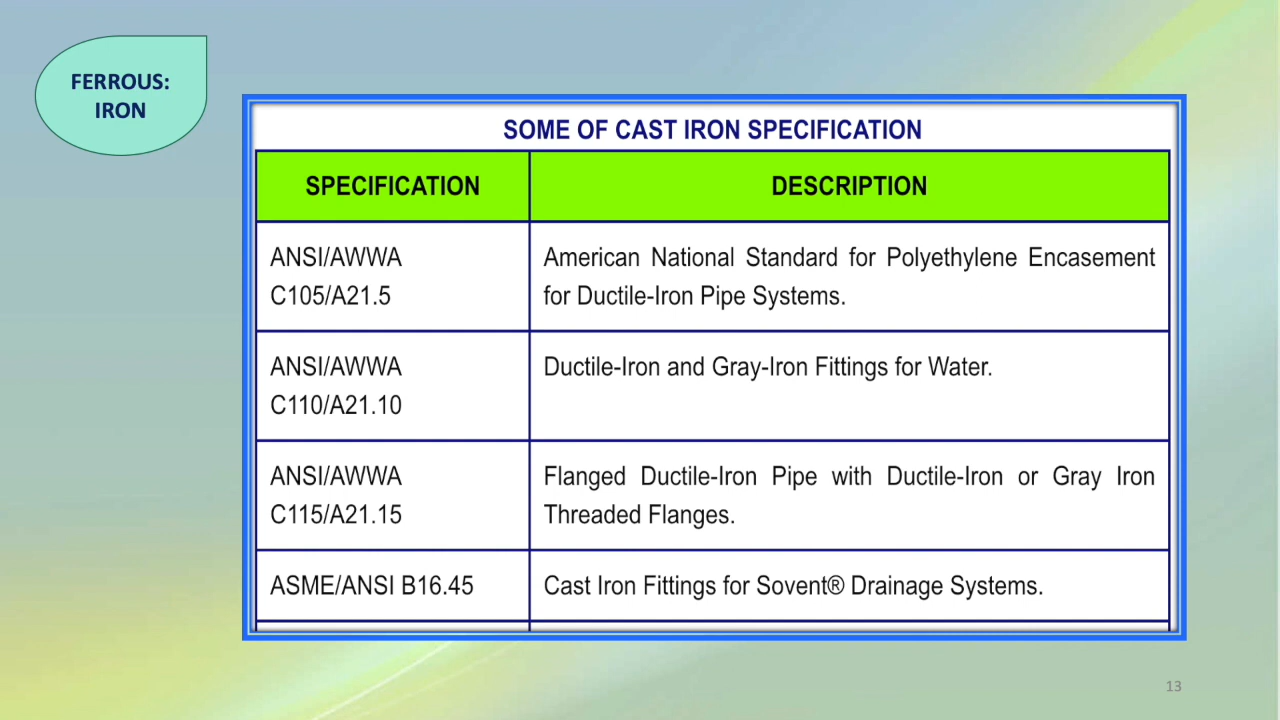 FERROUS:
IRON
SOME OF CAST IRON SPECIFICATION
SPECIFICATION
DESCRIPTION
ANSI/AWWA
C105/A21.5
American National Standard for Polyethylene Encasement
for Ductile-Iron Pipe Systems.
ANSI/AWWA
C110/A21.10
Ductile-Iron and Gray-Iron Fittings for Water.
ANSI/AWWA
C115/A21.15
Flanged Ductile-Iron Pipe with Ductile-Iron or Gray Iron
Threaded Flanges.
ASME/ANSI B16.45
Cast Iron Fittings for Sovent® Drainage Systems.
13